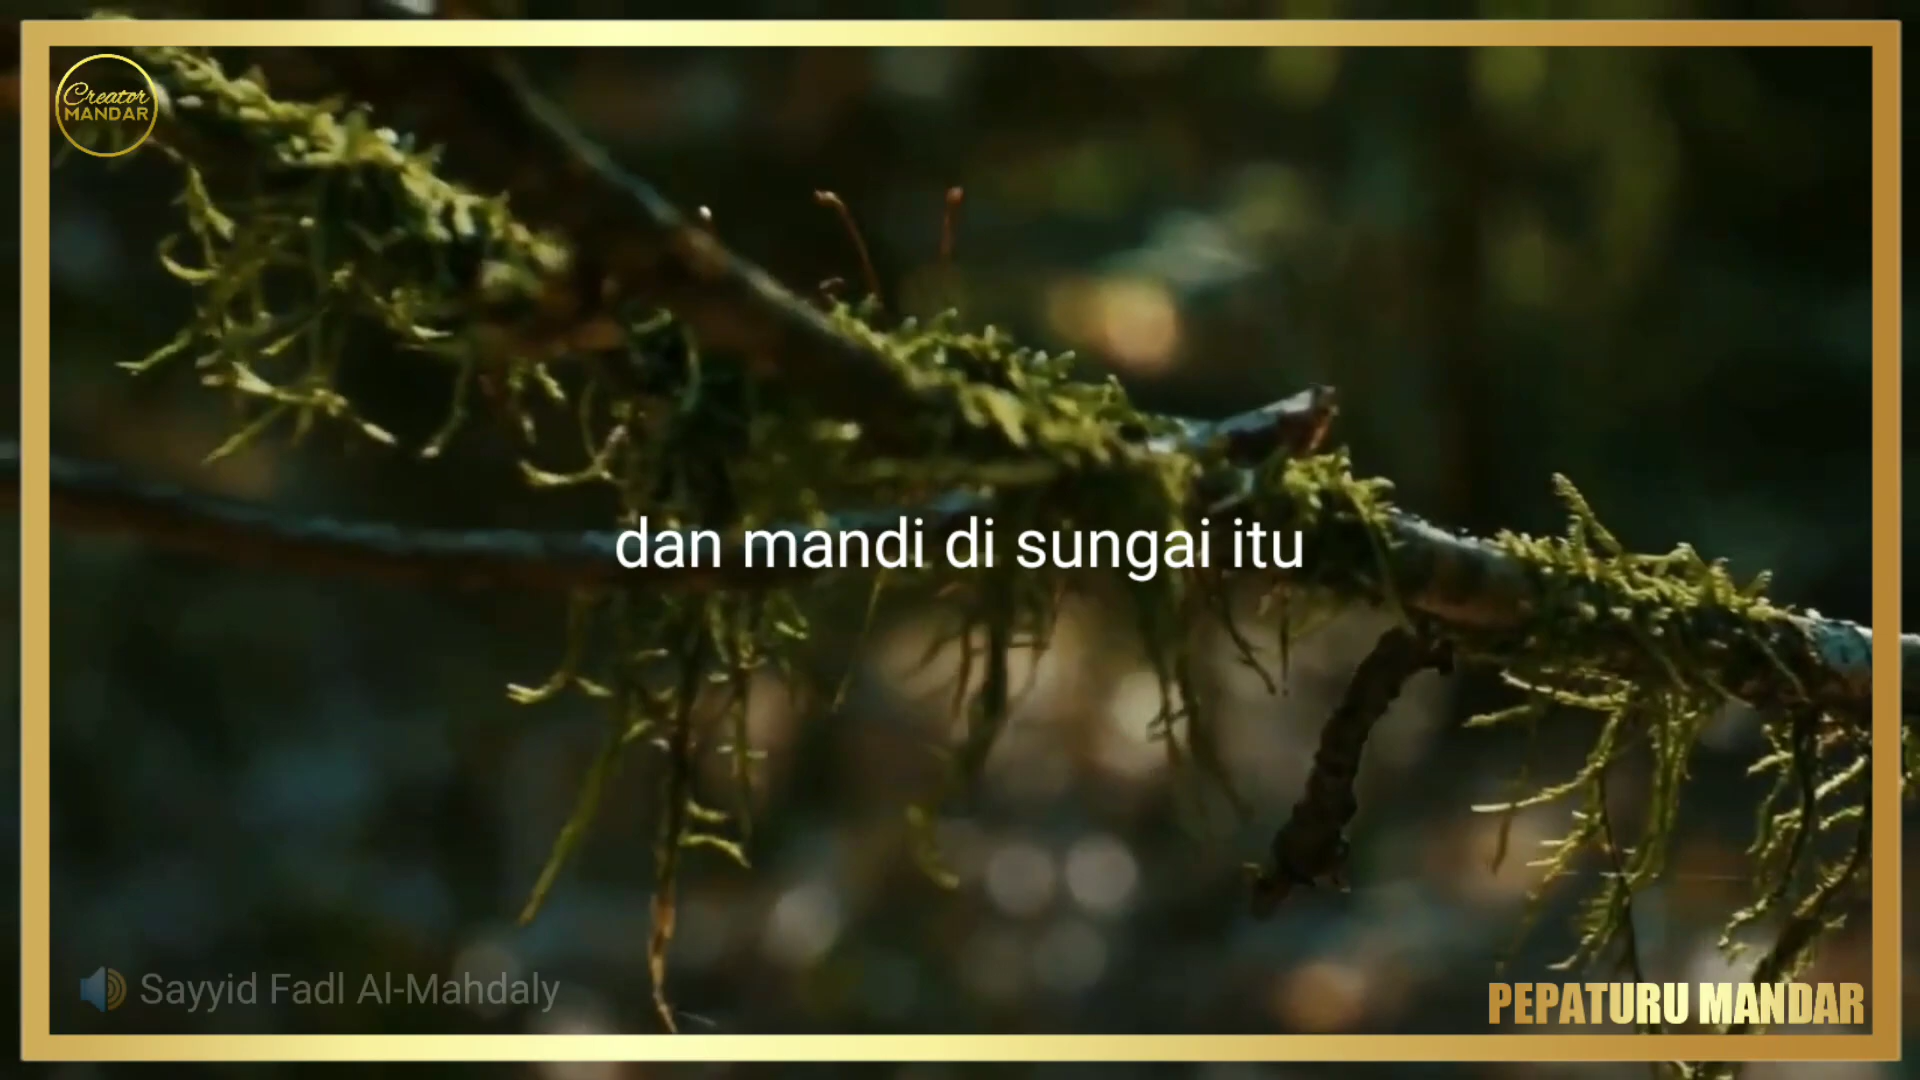 Creator
MANDAR
dan mandi di sungai itu
Sayyid Fadl Al-Mahdaly
PEPATURU MANDAR